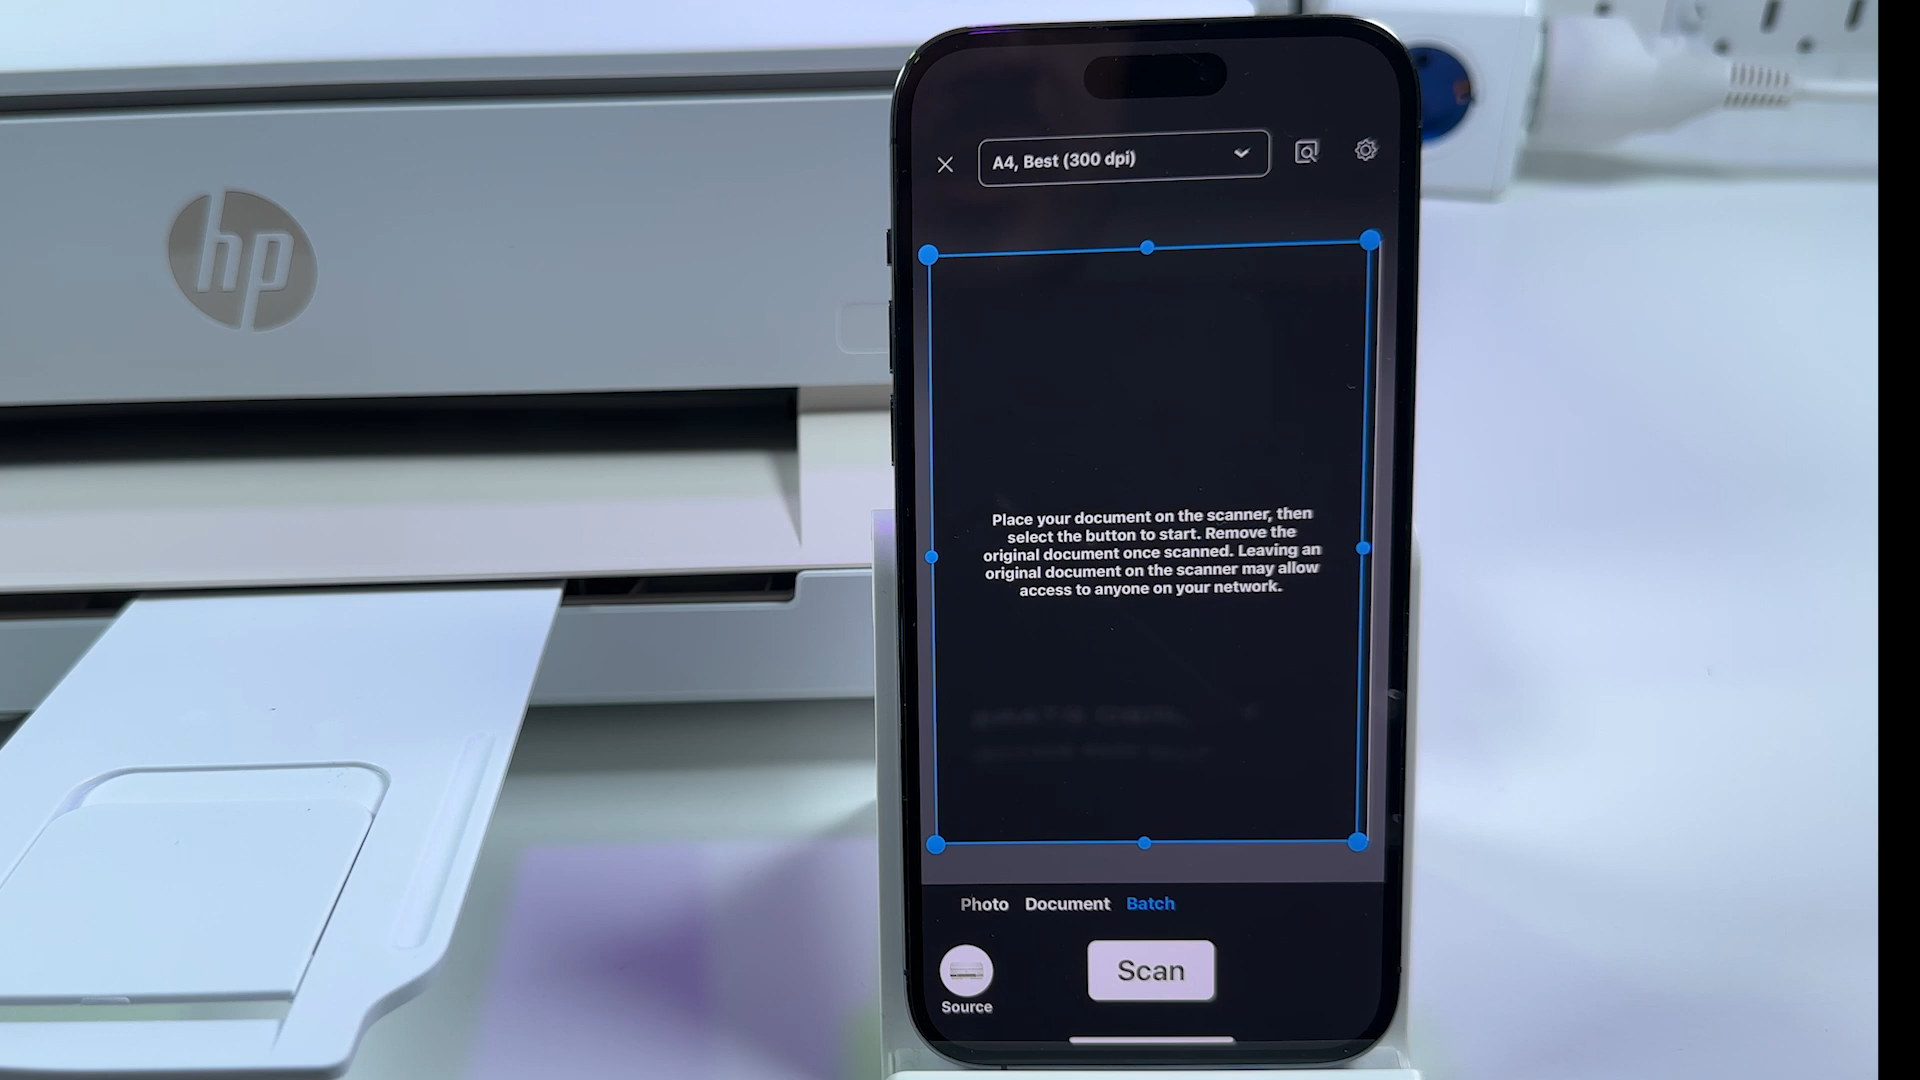 hp
A4, Best (300 dpi)
Place your document on the scanner, then
select the button to start. Remove the
original document once scanned. Leaving an
original document on the scanner may allow
access to anyone on your network.
Photo Document Batch
Scan
Source